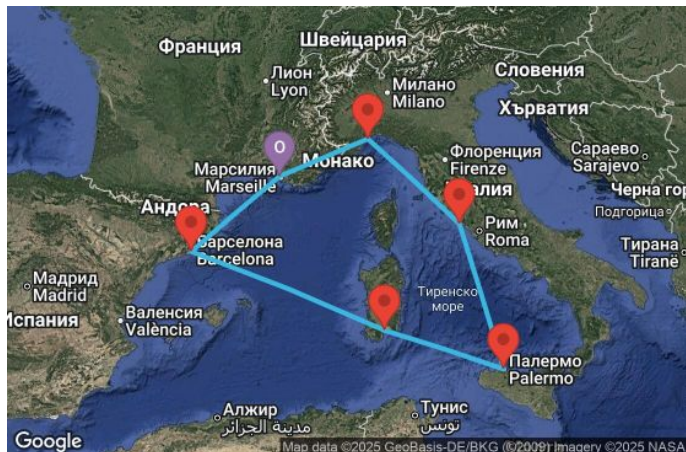 Франция
Швейцария
Лион
Lyon
Милано
Milano
Словения
Хърватия
О
Марсилия
Marseille
Монако
Флоренция
Firenze
Сараево
Sarajevo
Андора
алия
Черна гор
Подгорица
Рим
Roma
Барселона
Barcelona
Тирана
Tiranë
Мадрид
Madrid
Тиренско
море
Валенсия
València
Испания
Палермо
Palermo
Алжир
مدينة الجزائر
Тунис
تونس
Google
Map data ©2025 GeoBasis-DE/BKG (©2009) Imagery ©2025 NASA